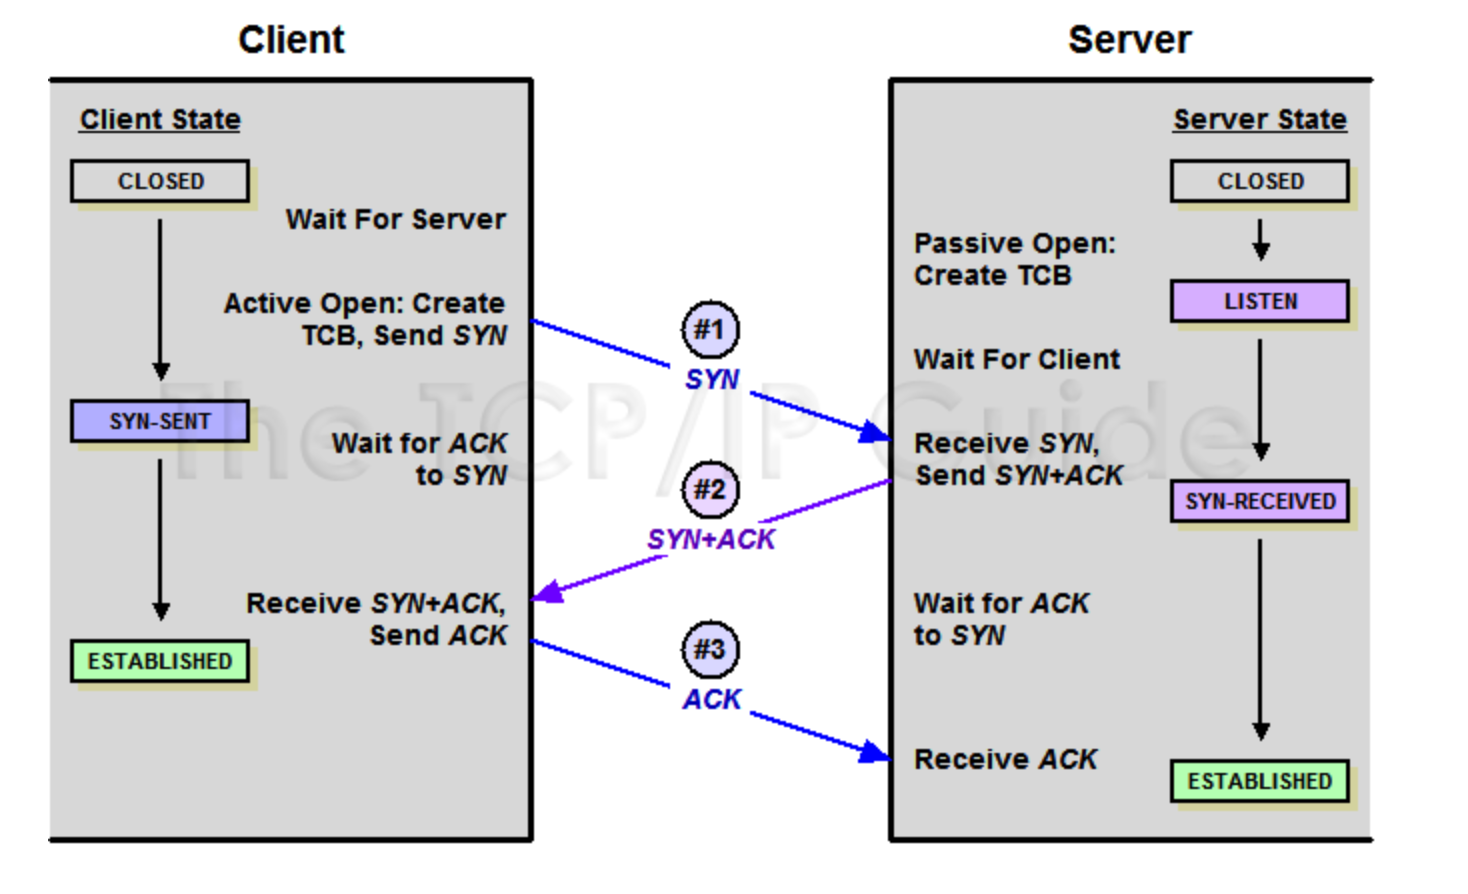 Client
Server
Client State
CLOSED
Wait For Server
Active Open: Create
TCB, Send SYN
SYN-SENT
Wait for ACK
to SYN
Receive SYN+ACK,
Send ACK
ESTABLISHED
#1
SYN
#2
SYN+ACK
#3
ACK
Server State
CLOSED
Passive Open:
Create TCB
LISTEN
Wait For Client
Receive SYN,
Send SYN+ACK
SYN-RECEIVED
Wait for ACK
to SYN
Receive ACK
ESTABLISHED
The TCP/IP Guide